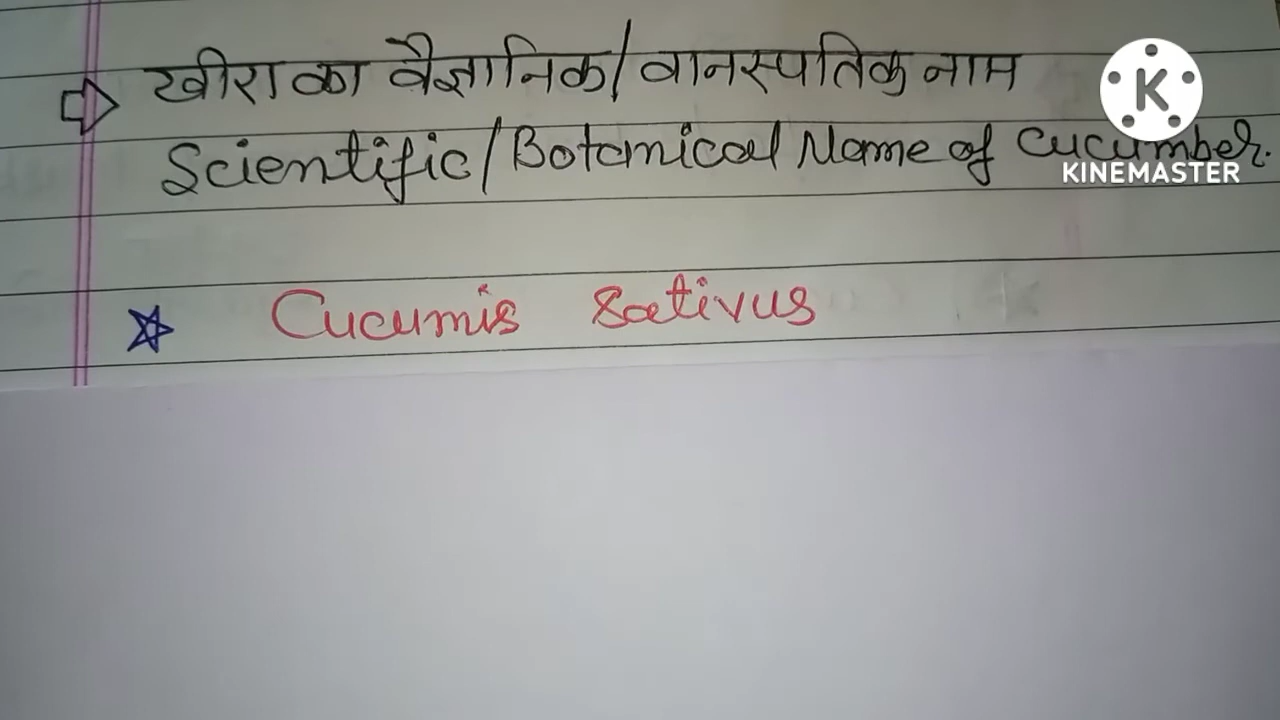 खीरा का वैज्ञानिक/वानस्पतिक नाम
Scientific/Botanical Name of Cucumber.
K
KINEMASTER
Cucumis sativus